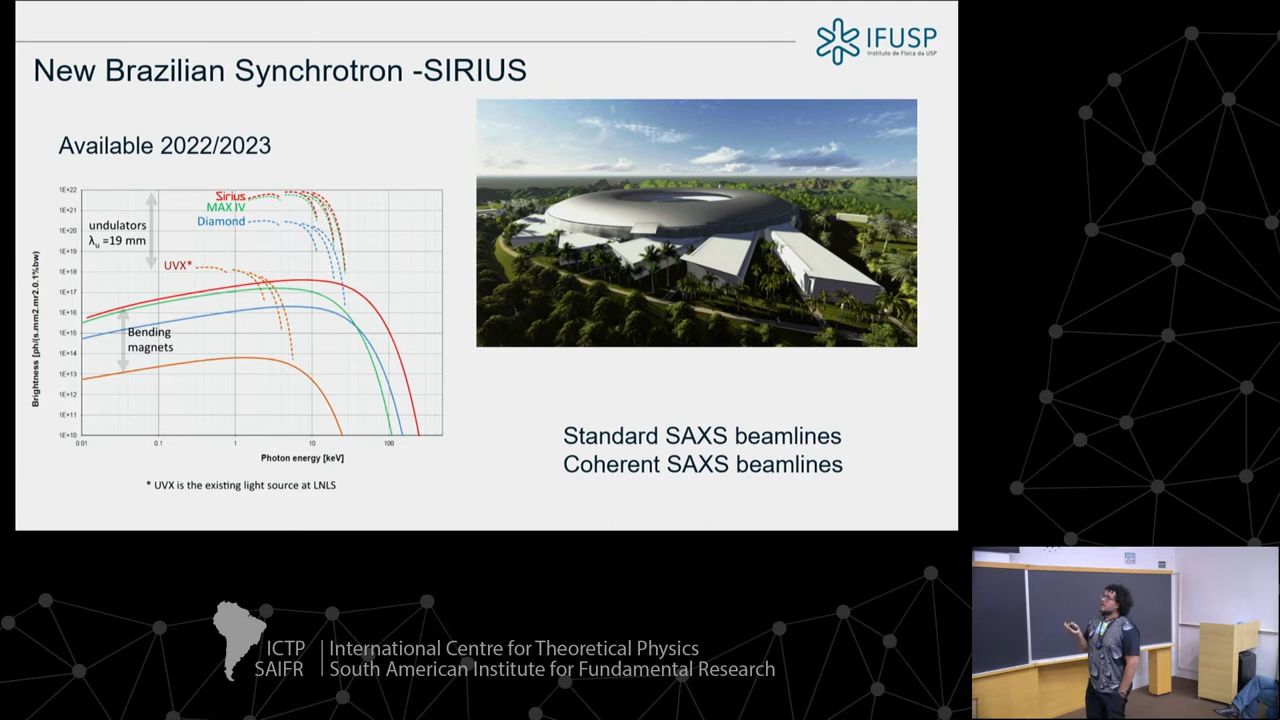 IFUSP
Instituto de Física da USP
New Brazilian Synchrotron -SIRIUS
Available 2022/2023
1E+22
1E+21
1E+20
1E+19
1E+18
1E+17
1E+16
1E+15
1E+14
1E+13
1E+12
1E+11
1E+10
Brightness [ph/(s.mm2.mr2.0.1%bw]
Sirius
MAX IV
Diamond
undulators
λu =19 mm
UVX*
Bending
magnets
0.01
0.1
1
10
100
Photon energy [keV]
* UVX is the existing light source at LNLS
Standard SAXS beamlines
Coherent SAXS beamlines
ICTP
SAIFR
International Centre for Theoretical Physics
South American Institute for Fundamental Research